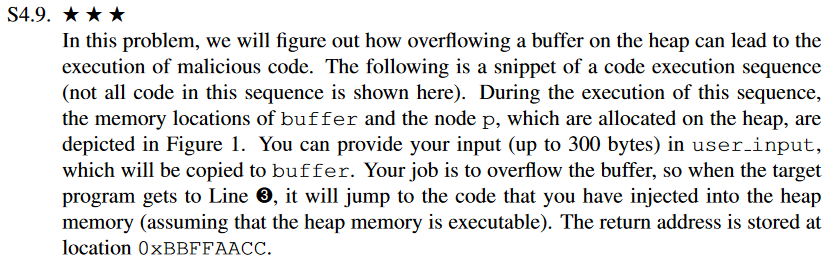 S4.9. ★ ★ ★
In this problem, we will figure out how overflowing a buffer on the heap can lead to the
execution of malicious code. The following is a snippet of a code execution sequence
(not all code in this sequence is shown here). During the execution of this sequence,
the memory locations of buffer and the node p, which are allocated on the heap, are
depicted in Figure 1. You can provide your input (up to 300 bytes) in user_input,
which will be copied to buffer. Your job is to overflow the buffer, so when the target
program gets to Line ❸, it will jump to the code that you have injected into the heap
memory (assuming that the heap memory is executable). The return address is stored at
location 0xBBFFAACC.